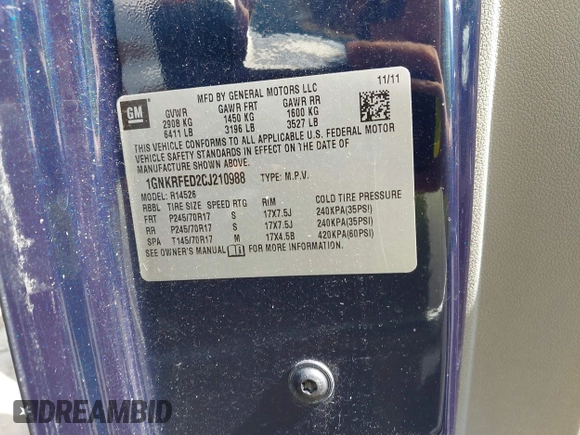 MFD BY GENERAL MOTORS LLC 11/11
GM
GVWR GAWR FRT GAWR RR
2908 KG 1450 KG 1600 KG
6411 LB 3196 LB 3527 LB
THIS VEHICLE CONFORMS TO ALL APPLICABLE U.S. FEDERAL MOTOR
VEHICLE SAFETY STANDARDS IN EFFECT ON THE DATE OF
MANUFACTURE SHOWN ABOVE.
1GNKRFED2CJ210988 TYPE: M.P.V.
MODEL: R14526
RBBL TIRE SIZE SPEED RTG RIM COLD TIRE PRESSURE
FRT P245/70R17 S 17X7.5J 240KPA(35PSI)
RR P245/70R17 S 17X7.5J 240KPA(35PSI)
SPA T145/70R17 M 17X4.5B 420KPA(60PSI)
SEE OWNER'S MANUAL FOR MORE INFORMATION.
DREAMBID